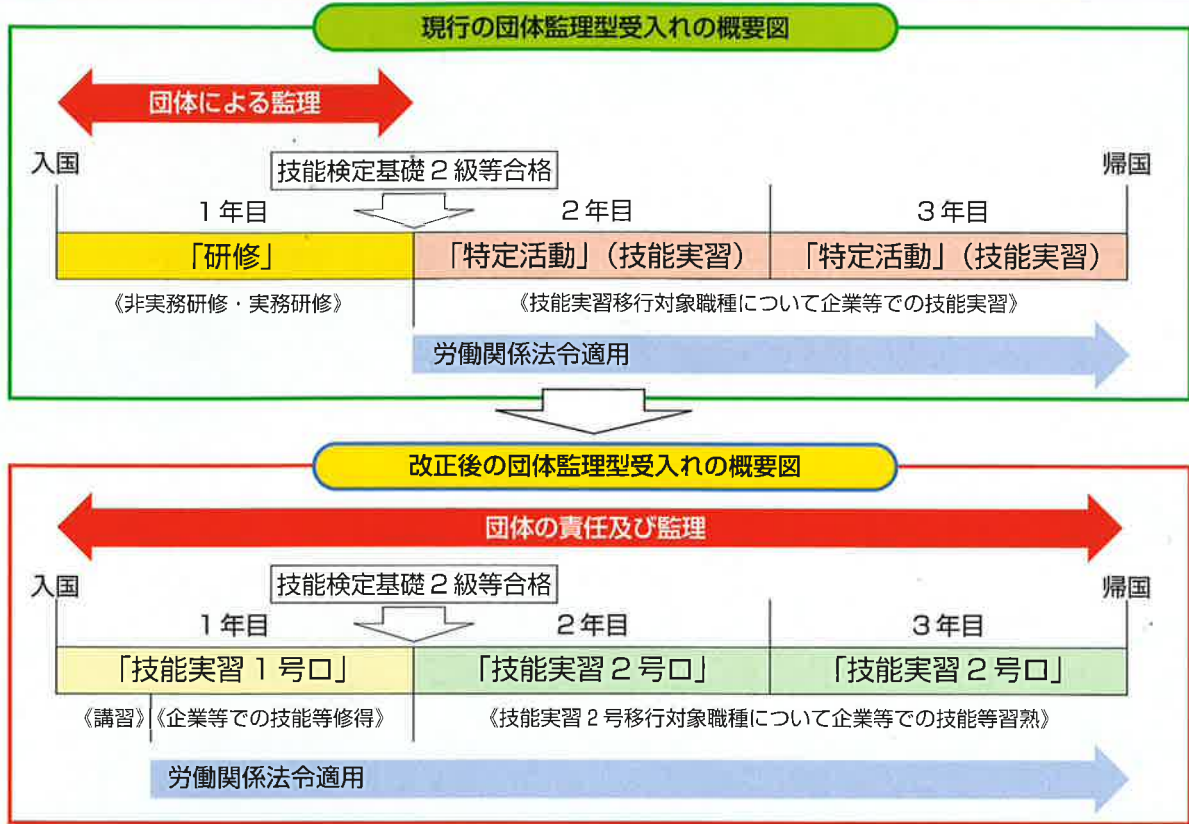 現行の団体監理型受入れの概要図
団体による監理
入国
技能検定基礎２級等合格
帰国
１年目
２年目
３年目
「研修」
「特定活動」（技能実習）
「特定活動」（技能実習）
《非実務研修・実務研修》
《技能実習移行対象職種について企業等での技能実習》
労働関係法令適用
改正後の団体監理型受入れの概要図
団体の責任及び監理
入国
技能検定基礎２級等合格
帰国
１年目
２年目
３年目
「技能実習１号ロ」
「技能実習２号ロ」
「技能実習２号ロ」
《講習》
《企業等での技能等修得》
《技能実習２号移行対象職種について企業等での技能等習熟》
労働関係法令適用